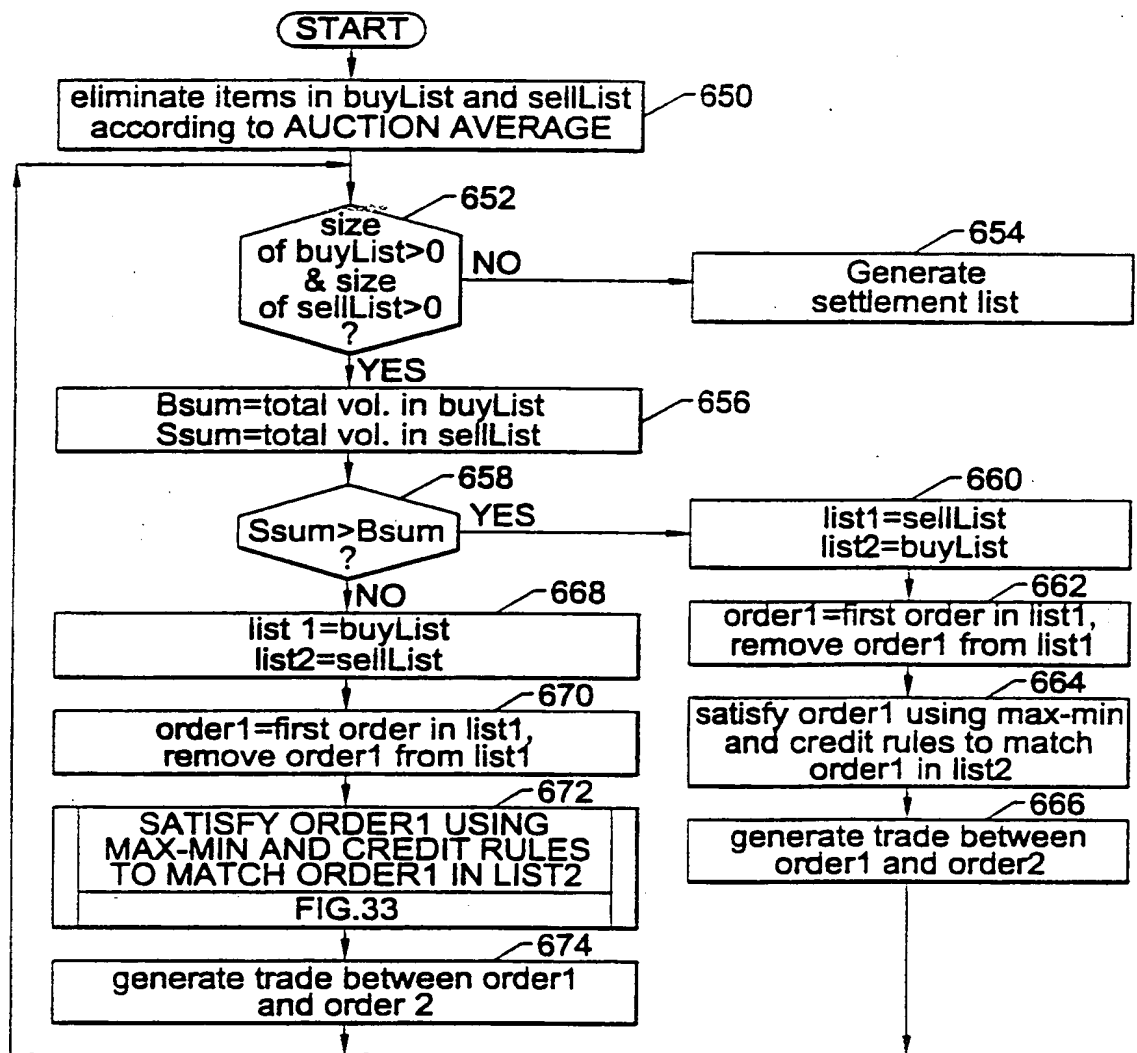 START
eliminate items in buyList and sellList
according to AUCTION AVERAGE
650
652
size
of buyList>0
& size
of sellList>0
?
NO
654
Generate
settlement list
YES
Bsum=total vol. in buyList
Ssum=total vol. in sellList
656
658
Ssum>Bsum
?
YES
660
list1=sellList
list2=buyList
662
order1=first order in list1,
remove order1 from list1
664
satisfy order1 using max-min
and credit rules to match
order1 in list2
666
generate trade between
order1 and order2
NO
668
list 1=buyList
list2=sellList
670
order1=first order in list1,
remove order1 from list1
672
SATISFY ORDER1 USING
MAX-MIN AND CREDIT RULES
TO MATCH ORDER1 IN LIST2
FIG.33
674
generate trade between order1
and order 2